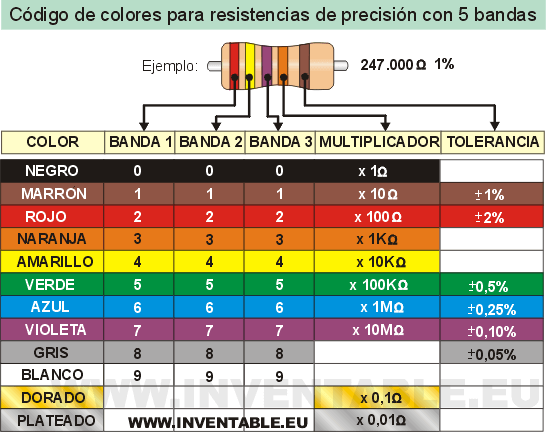 Código de colores para resistencias de precisión con 5 bandas
Ejemplo: 247.000 Ω 1%
COLOR BANDA 1 BANDA 2 BANDA 3 MULTIPLICADOR TOLERANCIA
NEGRO 0 0 0 x 1Ω
MARRON 1 1 1 x 10Ω ±1%
ROJO 2 2 2 x 100Ω ±2%
NARANJA 3 3 3 x 1KΩ
AMARILLO 4 4 4 x 10KΩ
VERDE 5 5 5 x 100KΩ ±0,5%
AZUL 6 6 6 x 1MΩ ±0,25%
VIOLETA 7 7 7 x 10MΩ ±0,10%
GRIS 8 8 8 ±0,05%
BLANCO 9 9 9
WWW.INVENTABLE.EU
DORADO x 0,1Ω
PLATEADO WWW.INVENTABLE.EU x 0,01Ω